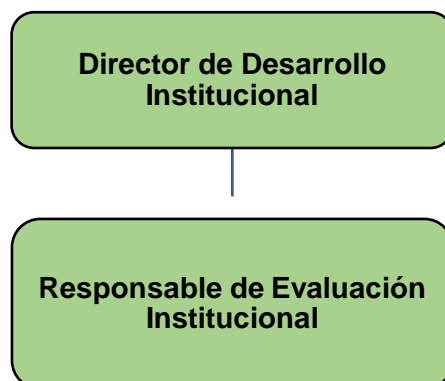 Director de Desarrollo
Institucional
Responsable de Evaluación
Institucional